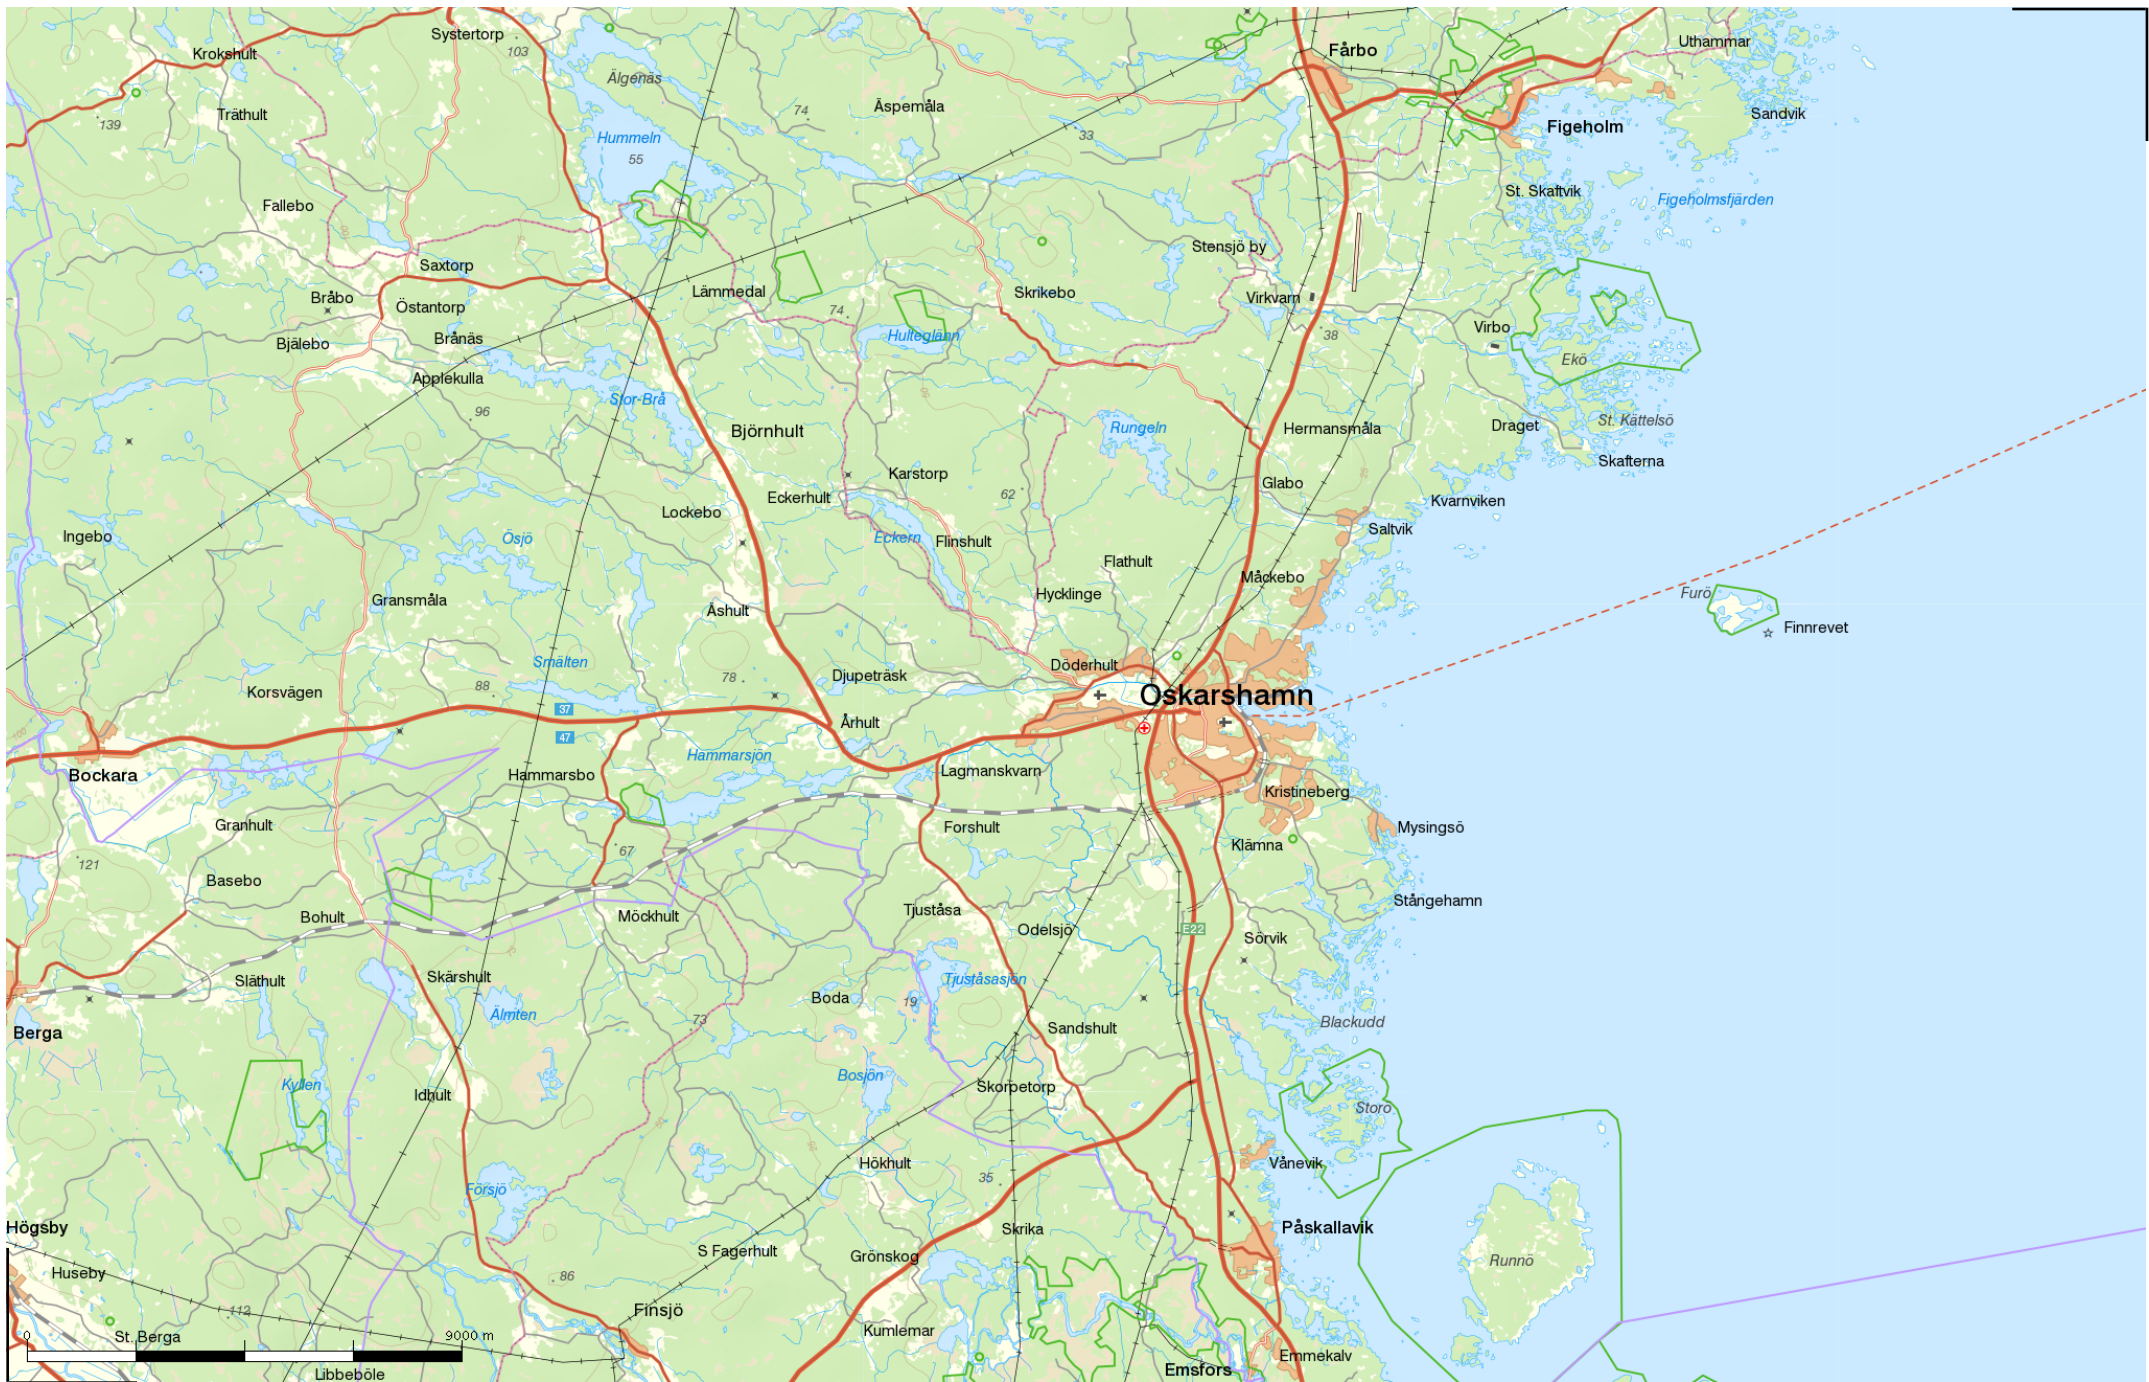 Systertorp
Uthammar
Krokshult
103
Fårbo
Älgenäs
Träthult
139
74
Äspemåla
33
Sandvik
Figeholm
Hummeln
55
St. Skaftvik
Figeholmsfjärden
Fallebo
Stensjö by
Saxtorp
Lämmedal
Skrikebo
Virkvarn
Bråbo
Östantorp
74
Hulteglänn
38
Virbo
Bjälebo
Brånäs
Ekö
Applekulla
Stor-Brå
96
Björnhult
Rungeln
Hermansmåla
Draget
St. Kättelsö
Skafterna
Karstorp
Eckerhult
62
Glabo
Kvarnviken
Lockebo
Saltvik
Ingebo
Ösjö
Eckern
Flinshult
Flathult
Måckebo
Gransmåla
Hycklinge
Furö
Åshult
Finnrevet
Smälten
Döderhult
Djupeträsk
78
88
Korsvägen
Oskarshamn
37
Århult
47
Hammarsjön
Hammarsbo
Lagmanskvarn
Bockara
Kristineberg
Granhult
Forshult
Mysingsö
Klämna
67
121
Basebo
Stångehamn
Bohult
Möckhult
Tjuståsa
Odelsjö
E22
Sörvik
Släthult
Skärshult
Tjuståsasjön
Boda
19
Älmten
73
Blackudd
Berga
Sandshult
Kyllen
Idhult
Bosjön
Skorpetorp
Storö
Hökhult
Vånevik
35
Försjö
Högsby
Skrika
Påskallavik
S Fagerhult
Grönskog
Runnö
Huseby
86
112
Finsjö
0
St. Berga
9000 m
Kumlemar
Emmekalv
Libbeböle
Emsfors